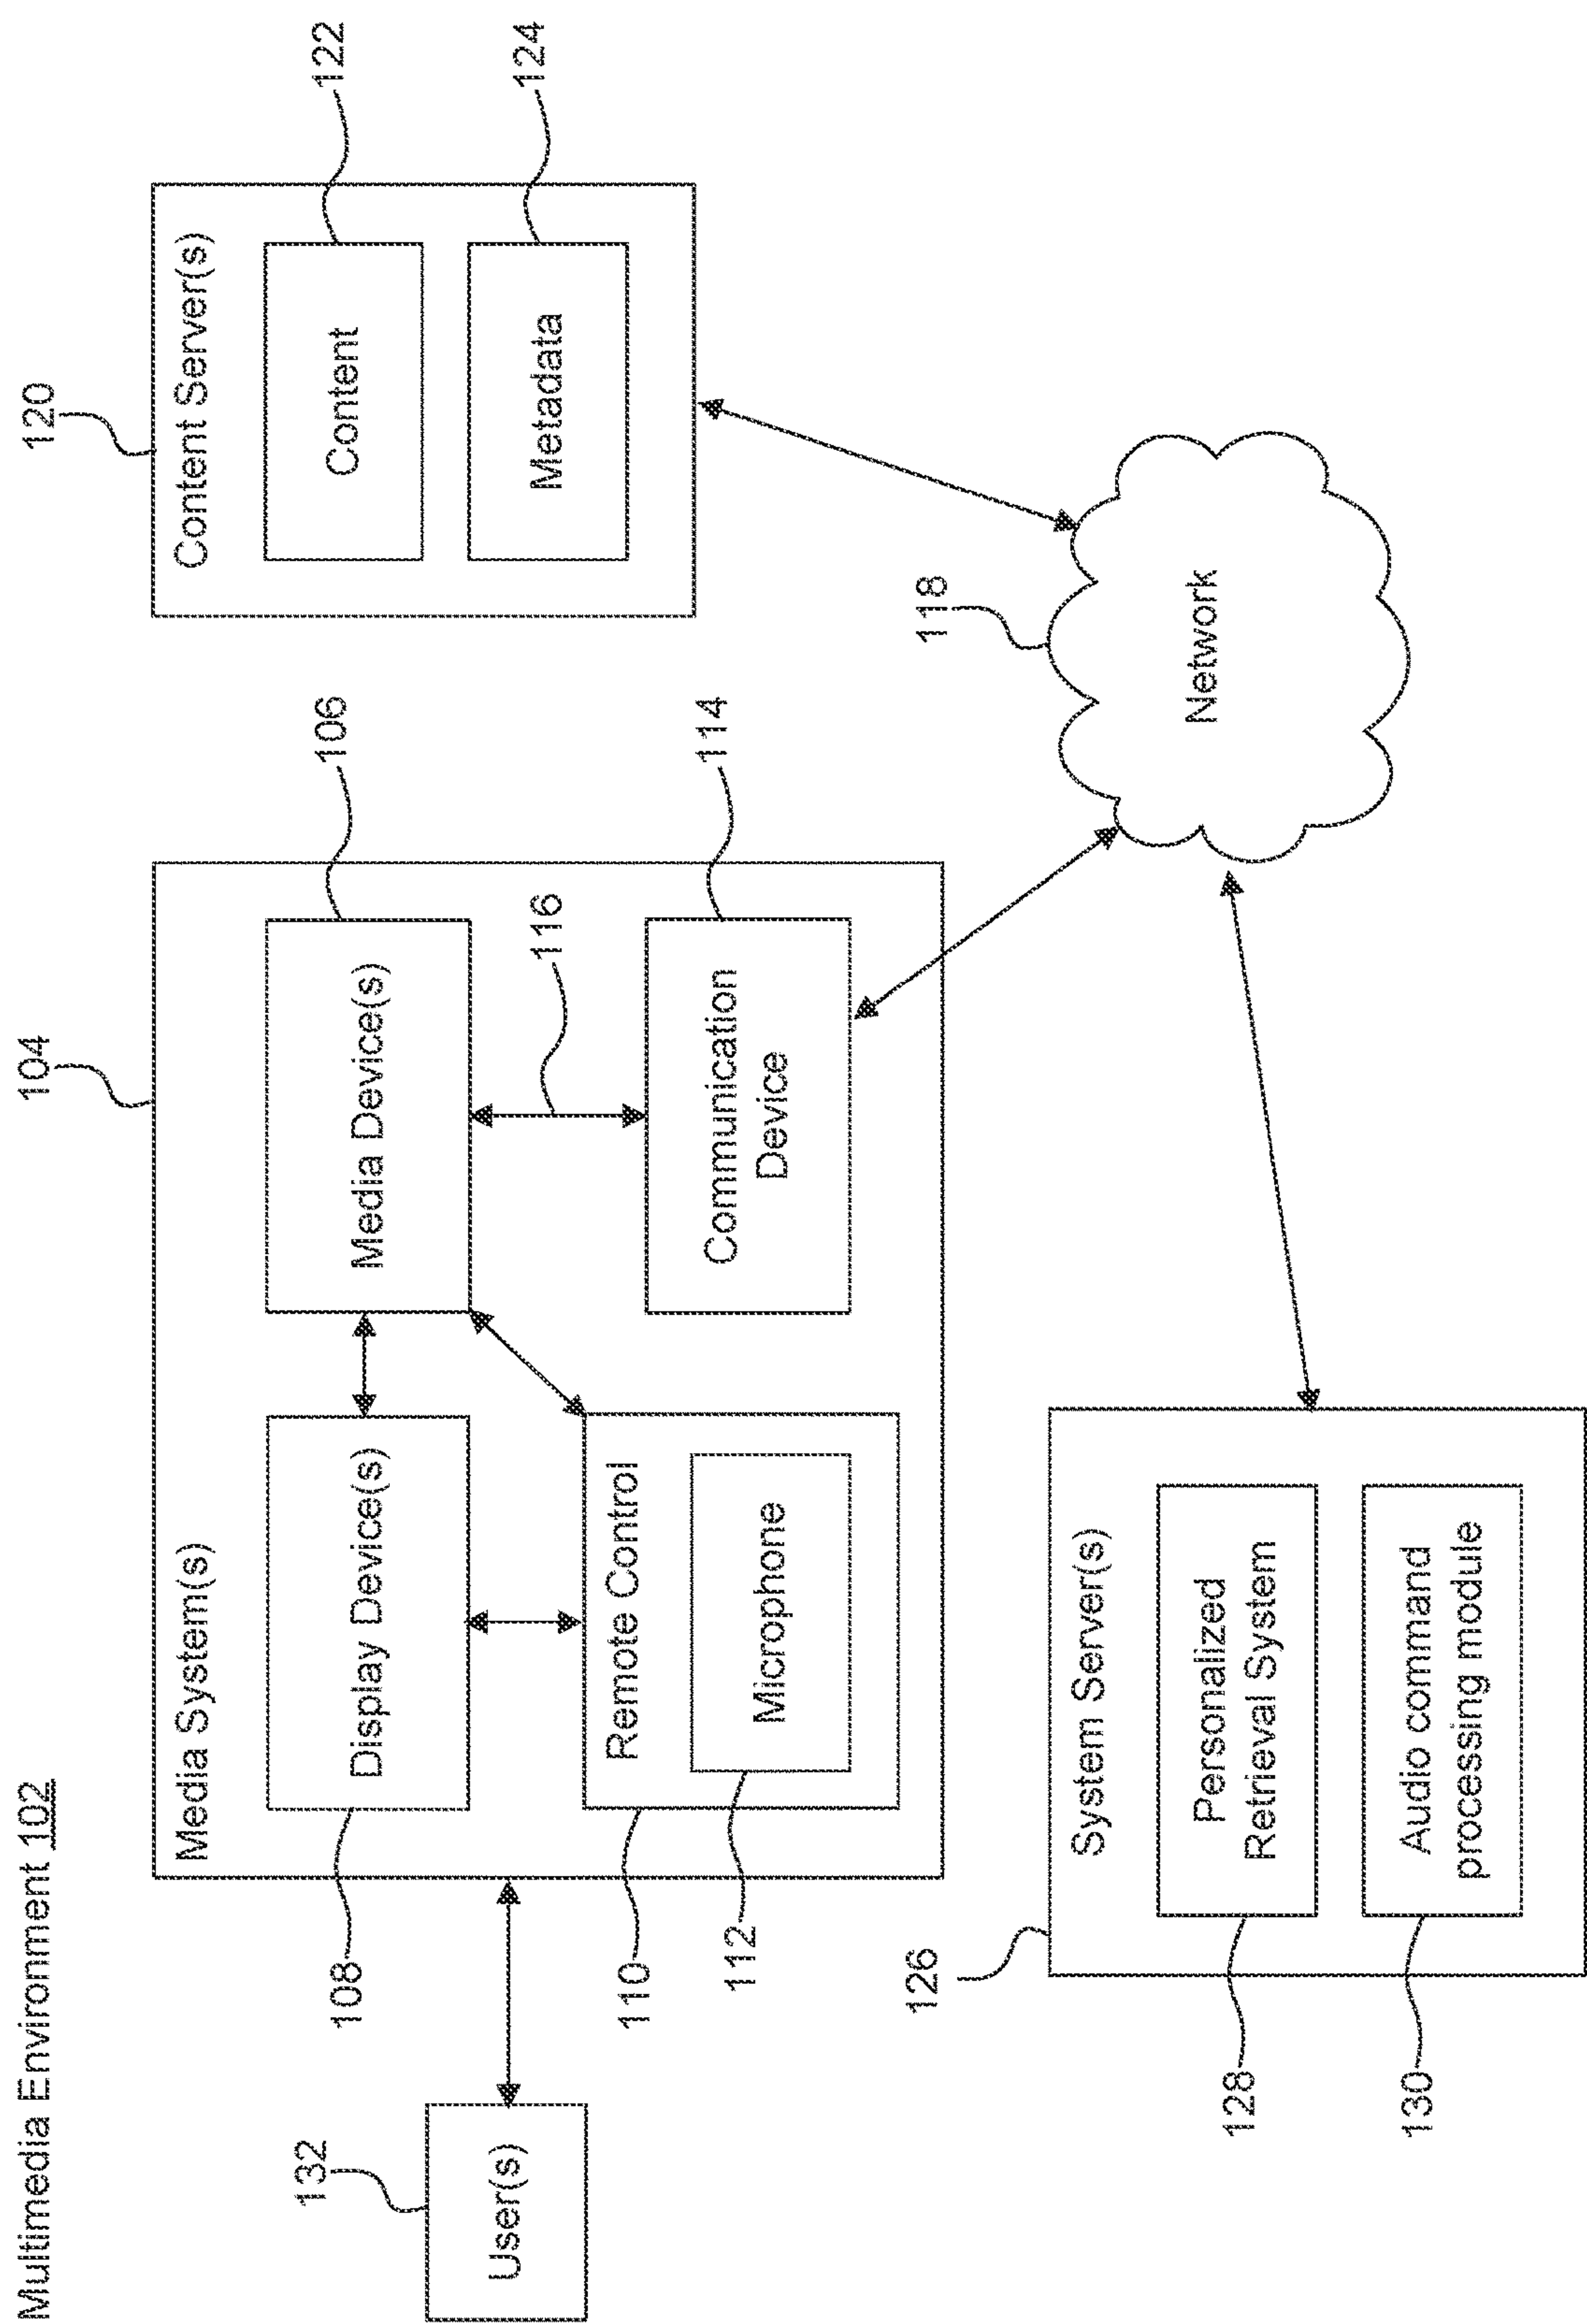 Multimedia Environment 102
104
120
Media System(s)
Content Server(s)
132
User(s)
Display Device(s)
108
Media Device(s)
106
Content
122
Metadata
124
116
Remote Control
110
Microphone
112
Communication
Device
114
118
Network
126
System Server(s)
Personalized
Retrieval System
128
Audio command
processing module
130